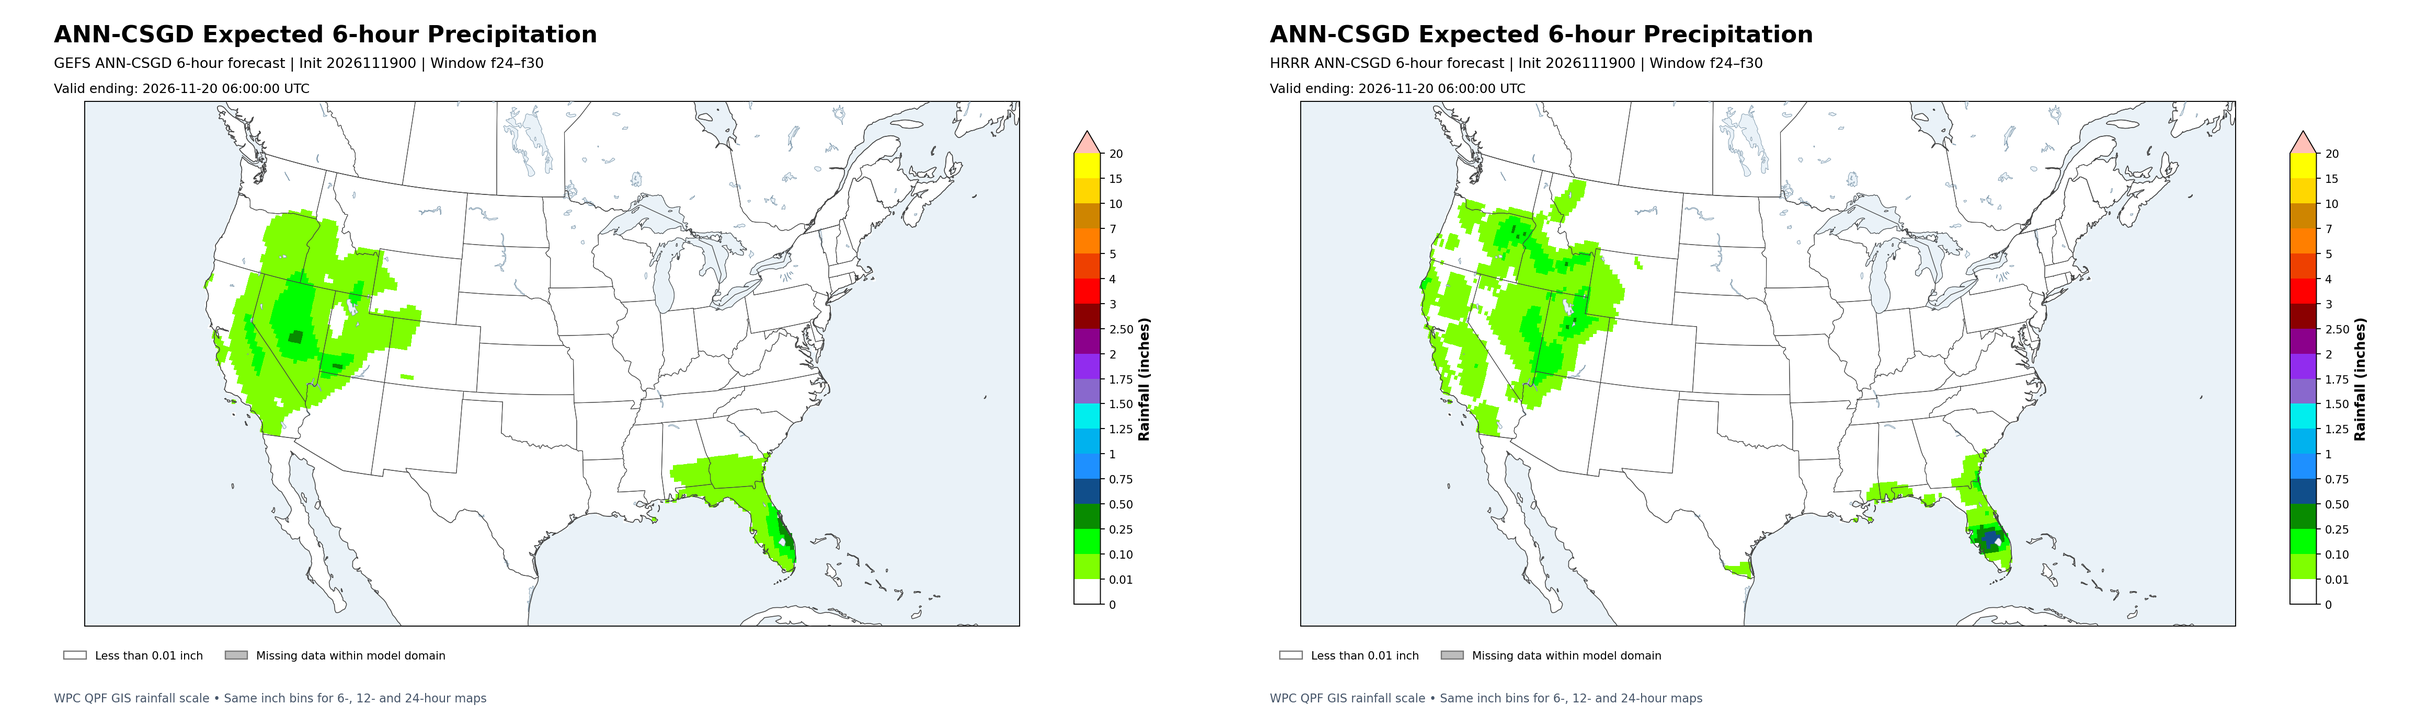 ANN-CSGD Expected 6-hour Precipitation
GEFS ANN-CSGD 6-hour forecast | Init 2026111900 | Window f24–f30
Valid ending: 2026-11-20 06:00:00 UTC
20
15
10
7
5
4
3
2.50
2
1.75
1.50
1.25
1
0.75
0.50
0.25
0.10
0.01
0
Rainfall (inches)
Less than 0.01 inch
Missing data within model domain
WPC QPF GIS rainfall scale • Same inch bins for 6-, 12- and 24-hour maps
ANN-CSGD Expected 6-hour Precipitation
HRRR ANN-CSGD 6-hour forecast | Init 2026111900 | Window f24–f30
Valid ending: 2026-11-20 06:00:00 UTC
20
15
10
7
5
4
3
2.50
2
1.75
1.50
1.25
1
0.75
0.50
0.25
0.10
0.01
0
Rainfall (inches)
Less than 0.01 inch
Missing data within model domain
WPC QPF GIS rainfall scale • Same inch bins for 6-, 12- and 24-hour maps